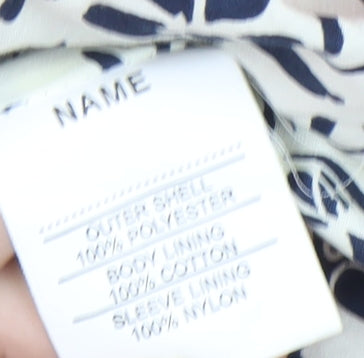 NAME
OUTER SHELL
100% POLYESTER
BODY LINING
100% COTTON
SLEEVE LINING
100% NYLON